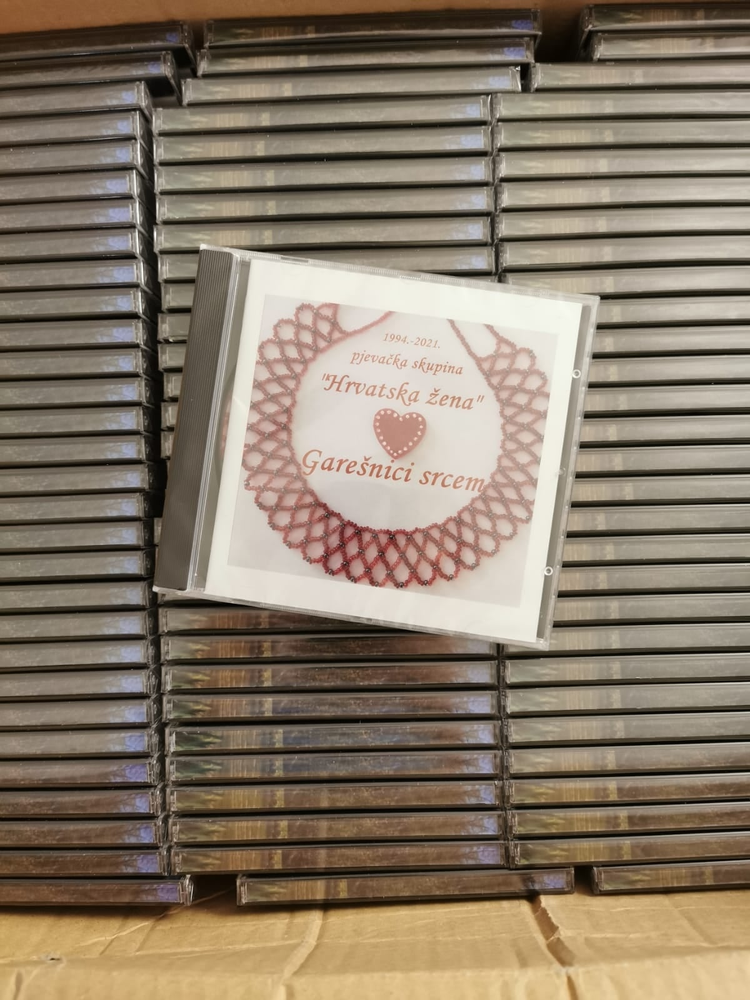 1994.-2021.
pjevačka skupina
"Hrvatska žena"
Garešnici srcem